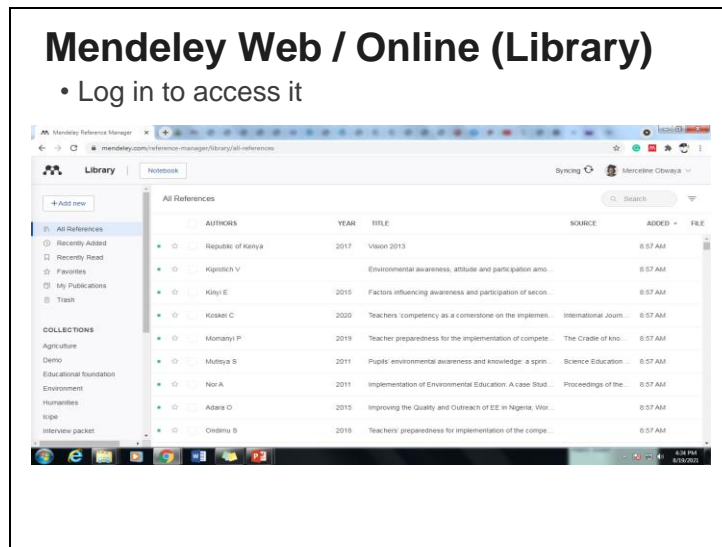 Mendeley Web / Online (Library)
• Log in to access it
Mendeley Reference Manager
mendeley.com/reference-manager/library/all-references
Library Notebook Syncing Merceline Obwaya
+Add new All References Search
AUTHORS YEAR TITLE SOURCE ADDED FILE
All References
Recently Added
Recently Read
Favorites
My Publications
Trash
COLLECTIONS
Agriculture
Demo
Educational foundation
Environment
Humanities
Icipe
Interview packet
Republic of Kenya 2017 Vision 2013 8:57 AM
Kiprotich V Environmental awareness, attitude and participation amo... 8:57 AM
Kinyi E 2015 Factors influencing awareness and participation of secon... 8:57 AM
Koskei C 2020 Teachers 'competency as a cornerstone on the implemen... International Journ... 8:57 AM
Momanyi P 2019 Teacher preparedness for the implementation of compete... The Cradle of kno... 8:57 AM
Mutisya S 2011 Pupils' environmental awareness and knowledge: a sprin... Science Education ... 8:57 AM
Nor A 2011 Implementation of Environmental Education: A case Stud... Proceedings of the... 8:57 AM
Adara O 2015 Improving the Quality and Outreach of EE in Nigeria; Wor... 8:57 AM
Ondimu S 2018 Teachers' preparedness for implementation of the compe... 8:57 AM
4:34 PM
8/19/2021